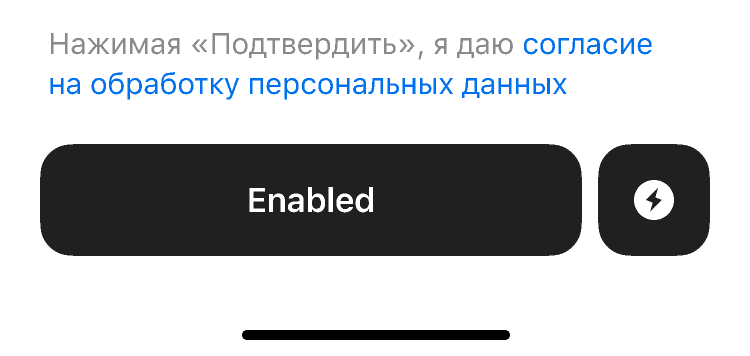 Нажимая «Подтвердить», я даю согласие
на обработку персональных данных
Enabled